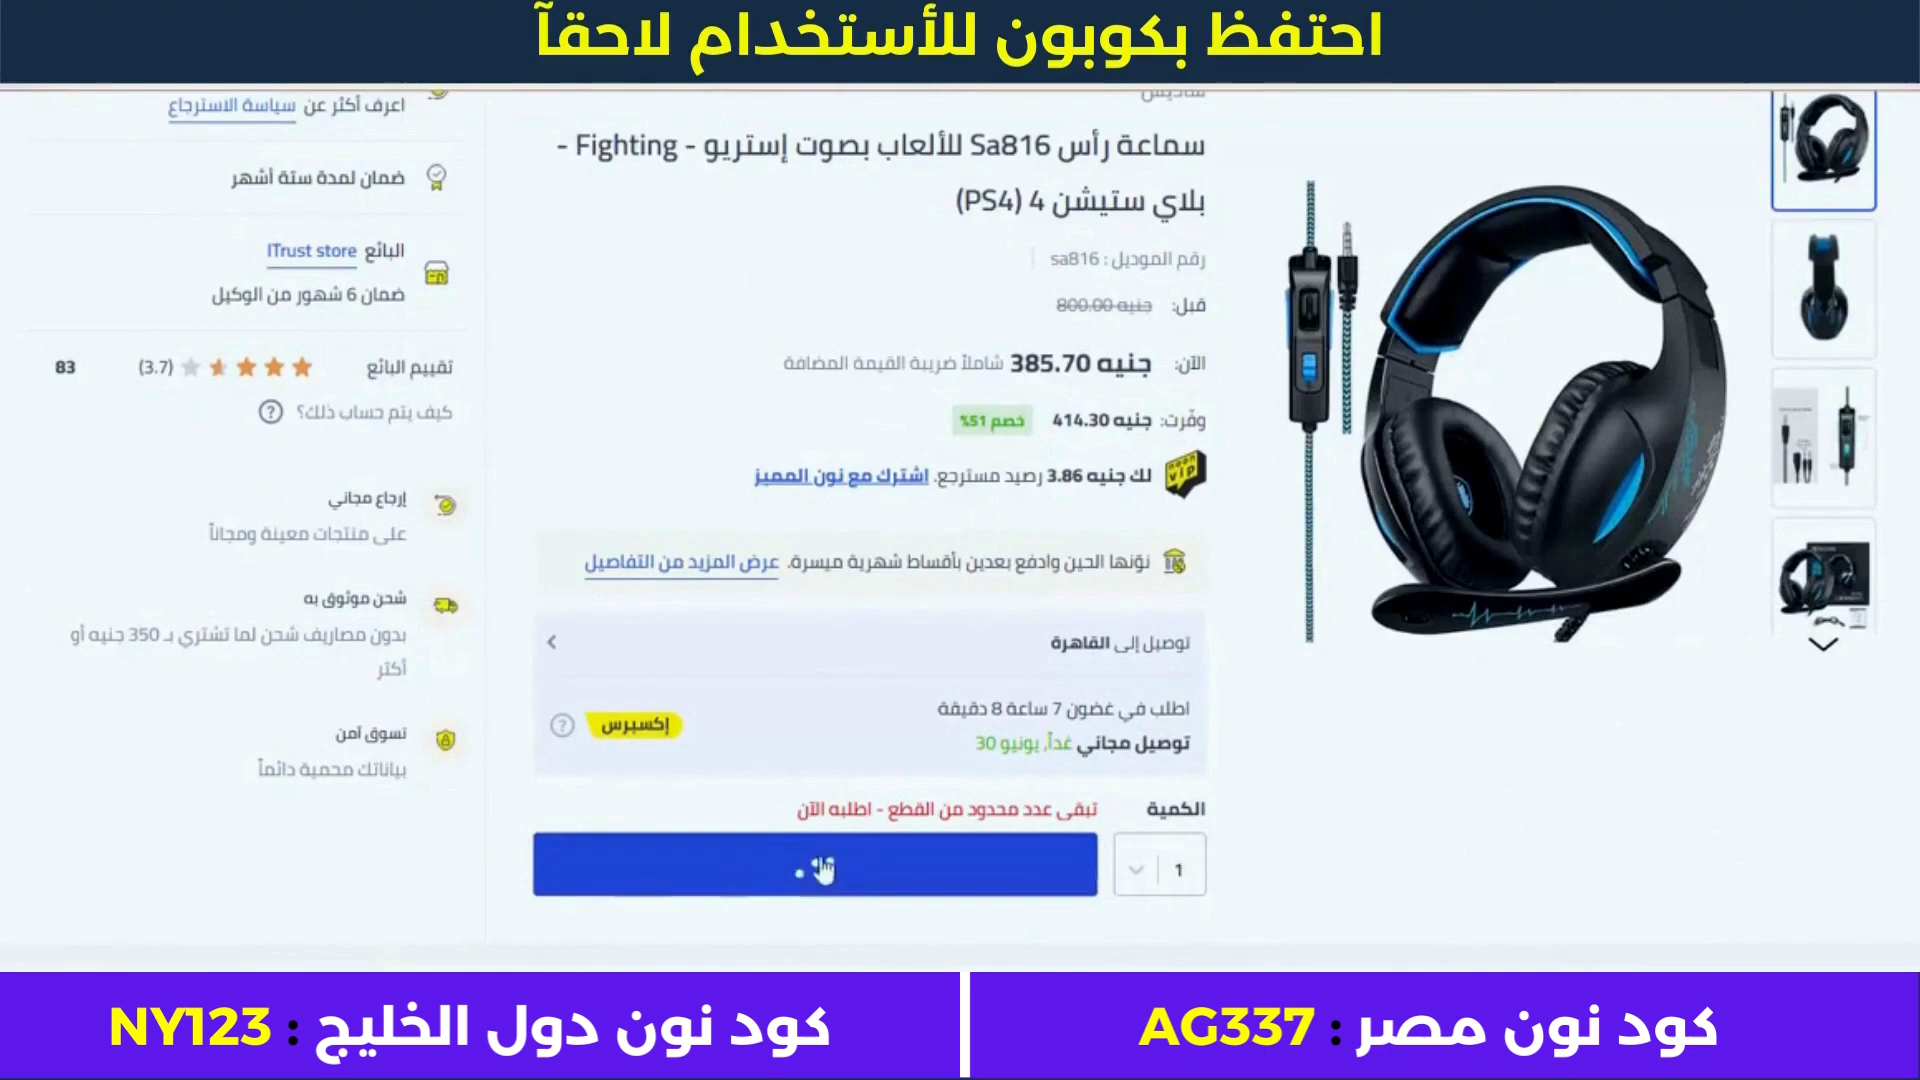 احتفظ بكوبون للأستخدام لاحقآ
ساديس
سماعة رأس Sa816 للألعاب بصوت إستريو - Fighting -
بلاي ستيشن 4 (PS4)
رقم الموديل : sa816
قبل: جنيه 800.00
الآن: جنيه 385.70 شاملاً ضريبة القيمة المضافة
وفّرت: جنيه 414.30 خصم 51%
noon vip
لك جنيه 3.86 رصيد مسترجع. اشترك مع نون المميز
نوّنها الحين وادفع بعدين بأقساط شهرية ميسرة. عرض المزيد من التفاصيل
توصيل إلى القاهرة
اطلب في غضون 7 ساعة 8 دقيقة
توصيل مجاني غداً, يونيو 30
إكسبرس
الكمية تبقى عدد محدود من القطع - اطلبه الآن
1
اعرف أكثر عن سياسة الاسترجاع
ضمان لمدة ستة أشهر
البائع ITrust store
ضمان 6 شهور من الوكيل
تقييم البائع (3.7) 83
كيف يتم حساب ذلك؟
إرجاع مجاني
على منتجات معينة ومجاناً
شحن موثوق به
بدون مصاريف شحن لما تشتري بـ 350 جنيه أو
أكثر
تسوق آمن
بياناتك محمية دائماً
كود نون مصر : AG337
كود نون دول الخليج : NY123